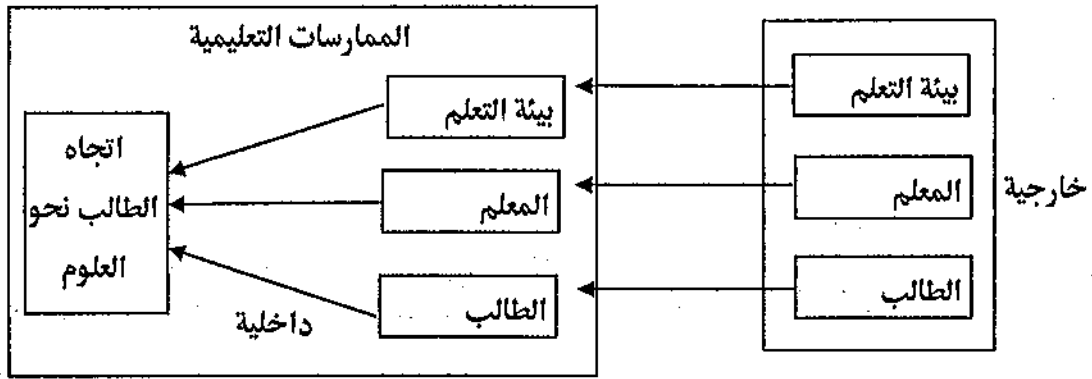 الممارسات التعليمية
بيئة التعلم
بيئة التعلم
المعلم
المعلم
خارجية
الطالب
الطالب
اتجاه
الطالب نحو
العلوم
داخلية